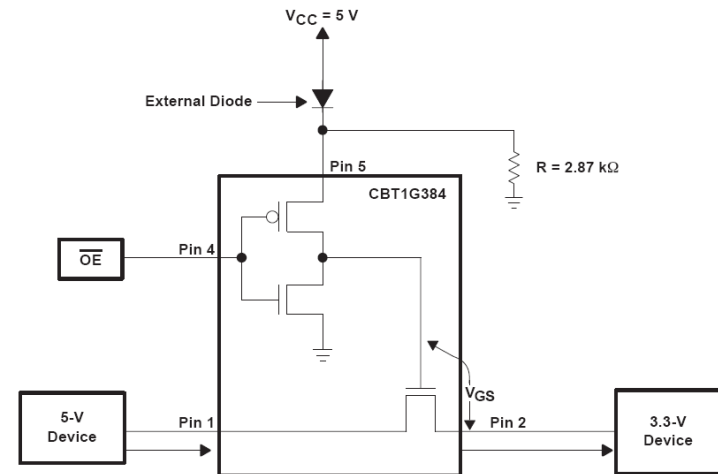 VCC = 5 V
External Diode
Pin 5
R = 2.87 kΩ
CBT1G384
OE
Pin 4
VGS
5-V
Device
Pin 1
Pin 2
3.3-V
Device